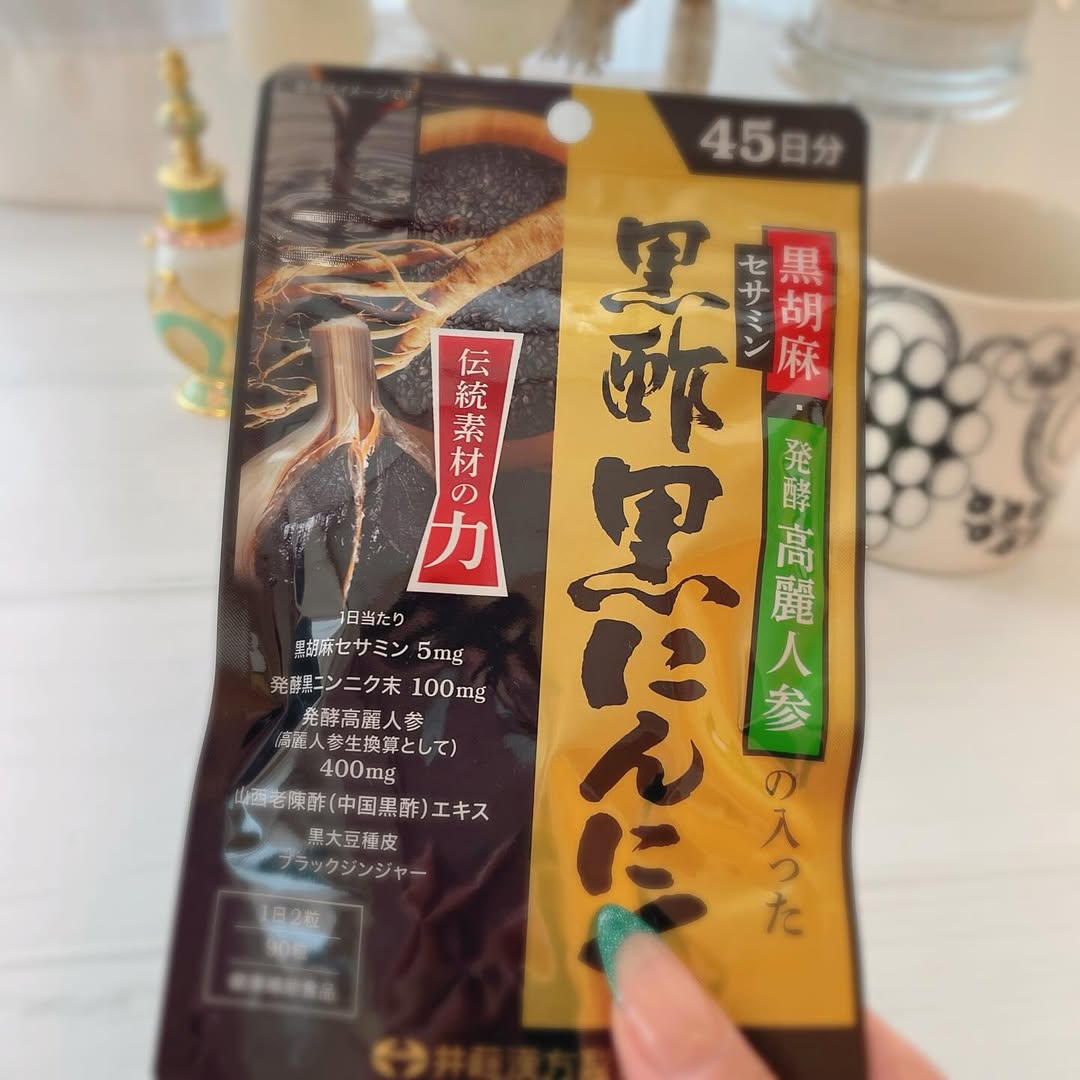 45日分
黒胡麻
セサミン
・
発酵高麗人参
の入った
黒酢黒にんにく
伝統素材の力
1日当たり
黒胡麻セサミン 5mg
発酵黒ニンニク末 100mg
発酵高麗人参
(高麗人参生換算として)
400mg
山西老陳酢(中国黒酢)エキス
黒大豆種皮
ブラックジンジャー
1日2粒
90粒
井藤漢方